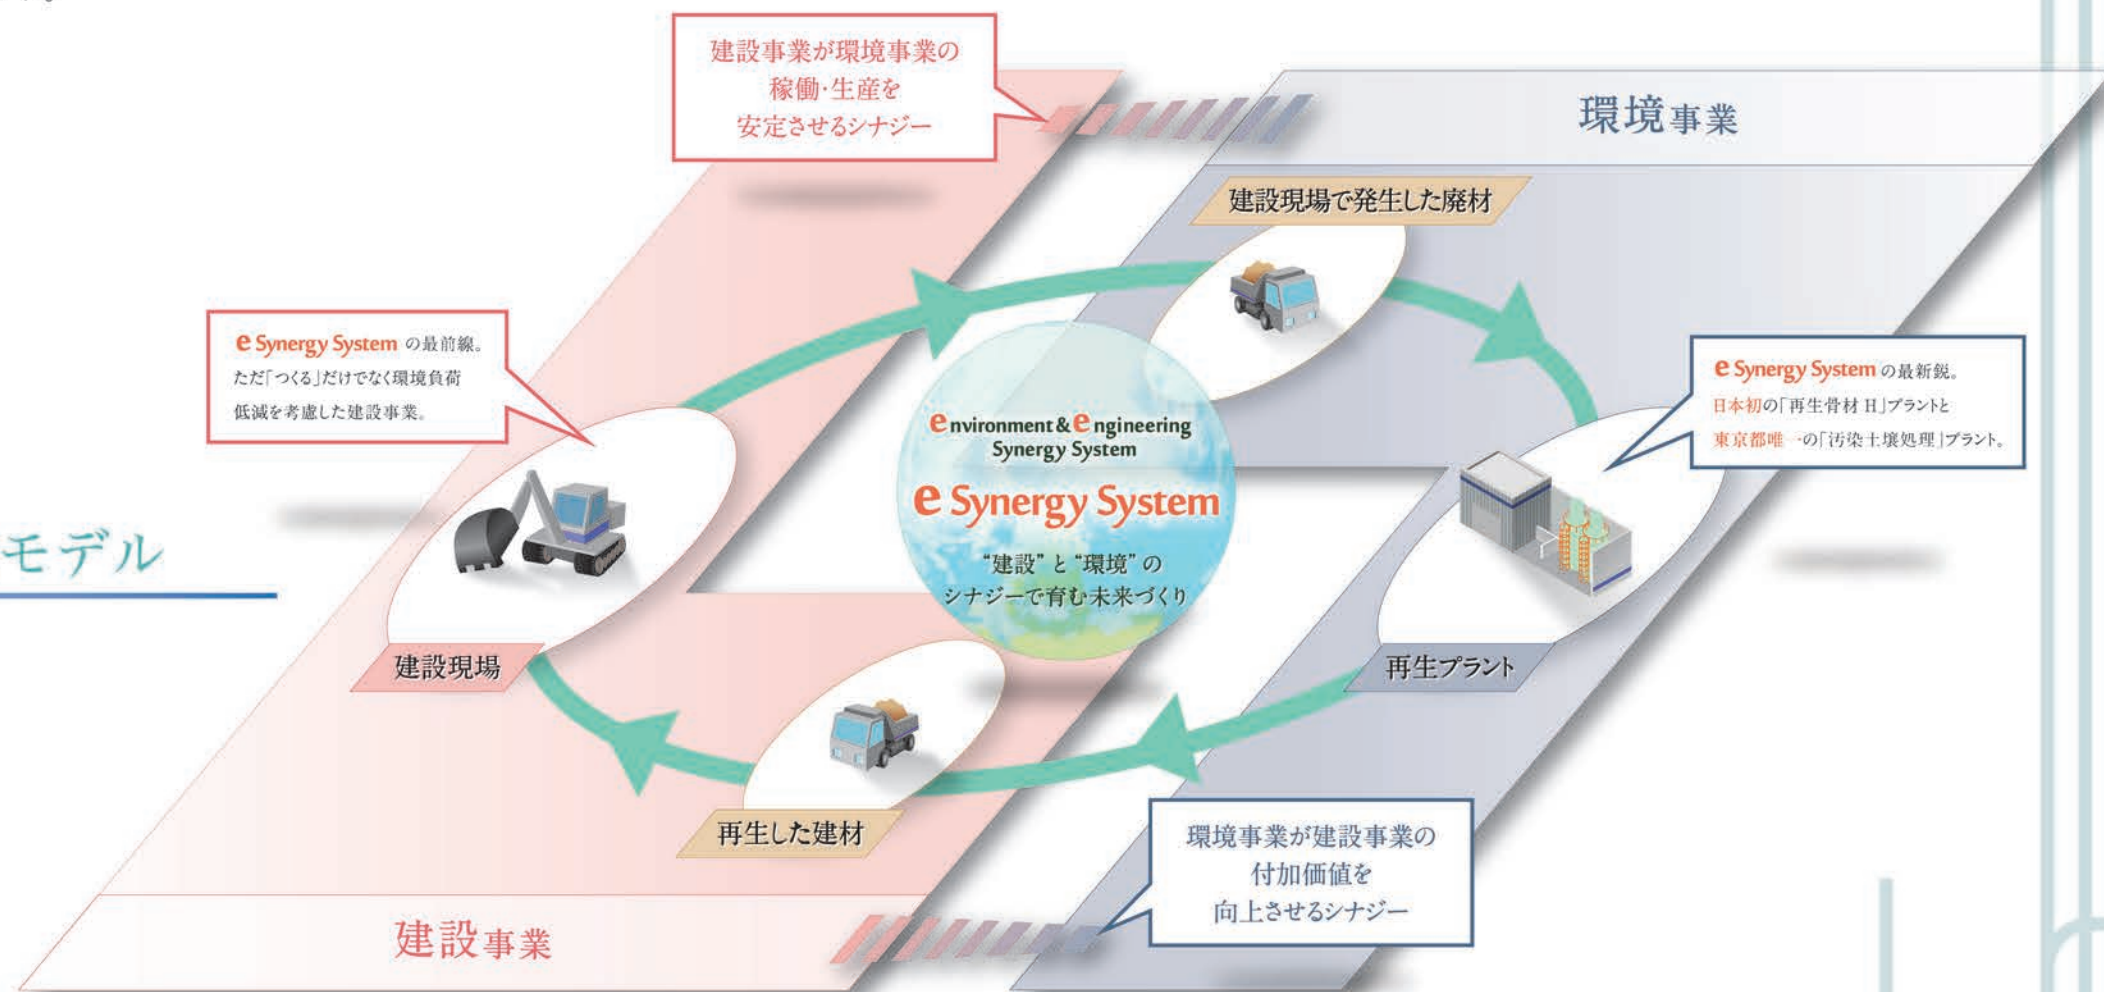 建設事業が環境事業の
稼働・生産を
安定させるシナジー
環境事業
建設現場で発生した廃材
e Synergy System の最前線。
ただ「つくる」だけでなく環境負荷
低減を考慮した建設事業。
e Synergy System の最新鋭。
日本初の「再生骨材 H」プラントと
東京都唯一の「汚染土壌処理」プラント。
environment & engineering
Synergy System
e Synergy System
“建設” と “環境” の
シナジーで育む未来づくり
モデル
建設現場
再生プラント
再生した建材
環境事業が建設事業の
付加価値を
向上させるシナジー
建設事業